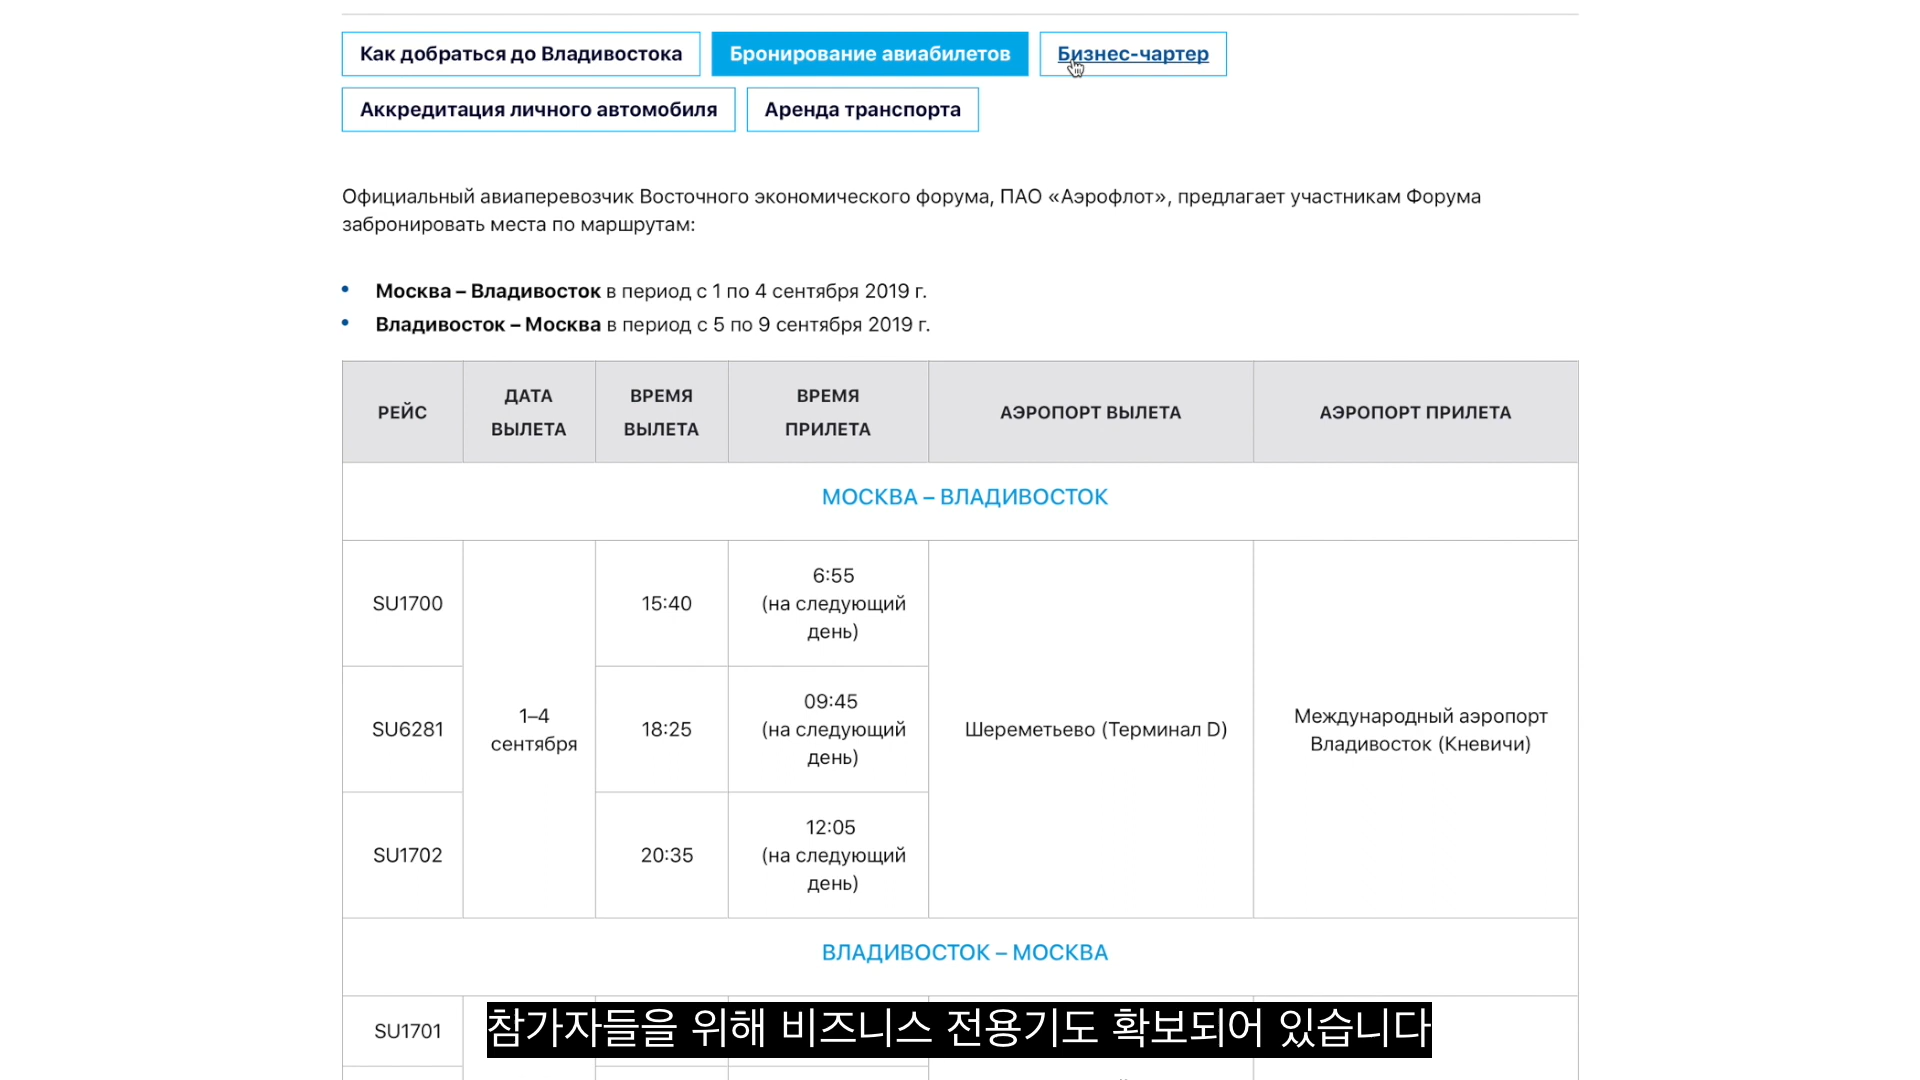 Как добраться до Владивостока
Бронирование авиабилетов
Бизнес-чартер
Аккредитация личного автомобиля
Аренда транспорта
Официальный авиаперевозчик Восточного экономического форума, ПАО «Аэрофлот», предлагает участникам Форума
забронировать места по маршрутам:
• Москва – Владивосток в период с 1 по 4 сентября 2019 г.
• Владивосток – Москва в период с 5 по 9 сентября 2019 г.
РЕЙС
ДАТА
ВЫЛЕТА
ВРЕМЯ
ВЫЛЕТА
ВРЕМЯ
ПРИЛЕТА
АЭРОПОРТ ВЫЛЕТА
АЭРОПОРТ ПРИЛЕТА
МОСКВА – ВЛАДИВОСТОК
SU1700
1–4
сентября
15:40
6:55
(на следующий
день)
Шереметьево (Терминал D)
Международный аэропорт
Владивосток (Кневичи)
SU6281
18:25
09:45
(на следующий
день)
SU1702
20:35
12:05
(на следующий
день)
ВЛАДИВОСТОК – МОСКВА
SU1701
참가자들을 위해 비즈니스 전용기도 확보되어 있습니다